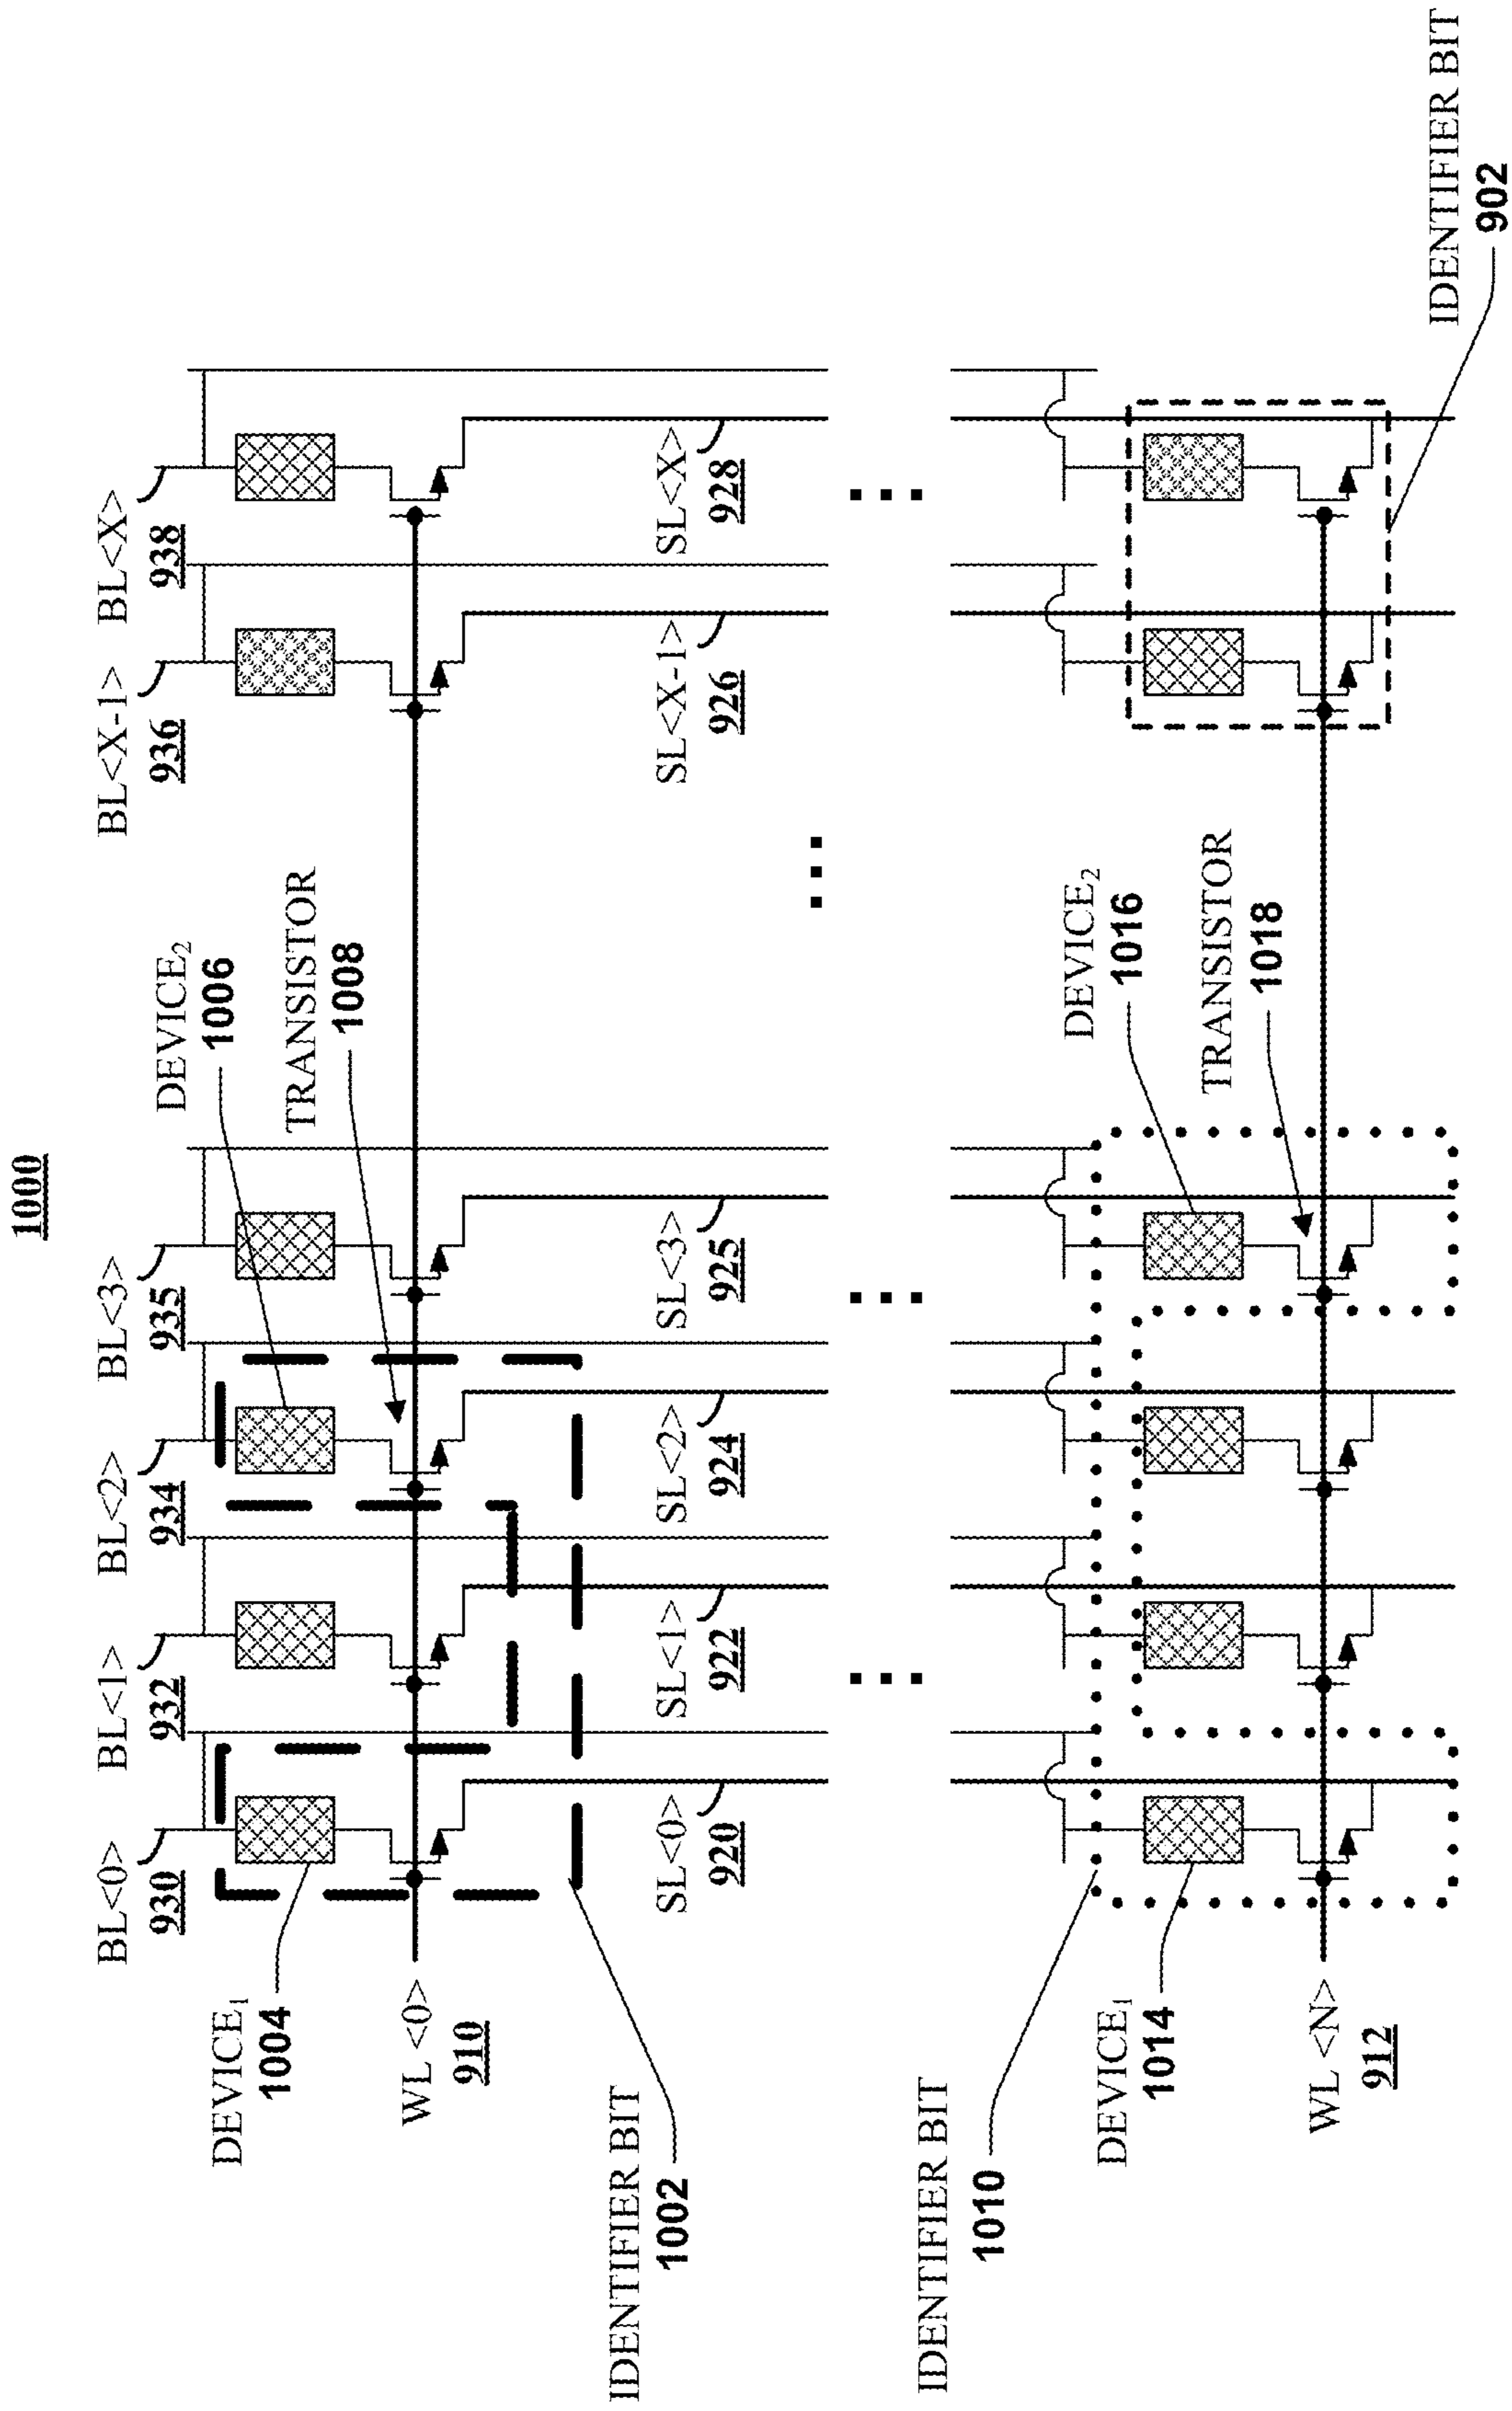 1000
BL<0>
930
BL<1>
932
BL<2>
934
BL<3>
935
BL<X-1>
936
BL<X>
938
DEVICE₂
1006
TRANSISTOR
1008
DEVICE₁
1004
WL <0>
910
IDENTIFIER BIT
1002
SL<0>
920
SL<1>
922
SL<2>
924
SL<3>
925
SL<X-1>
926
SL<X>
928
IDENTIFIER BIT
1010
DEVICE₂
1016
TRANSISTOR
1018
DEVICE₁
1014
WL <N>
912
IDENTIFIER BIT
902